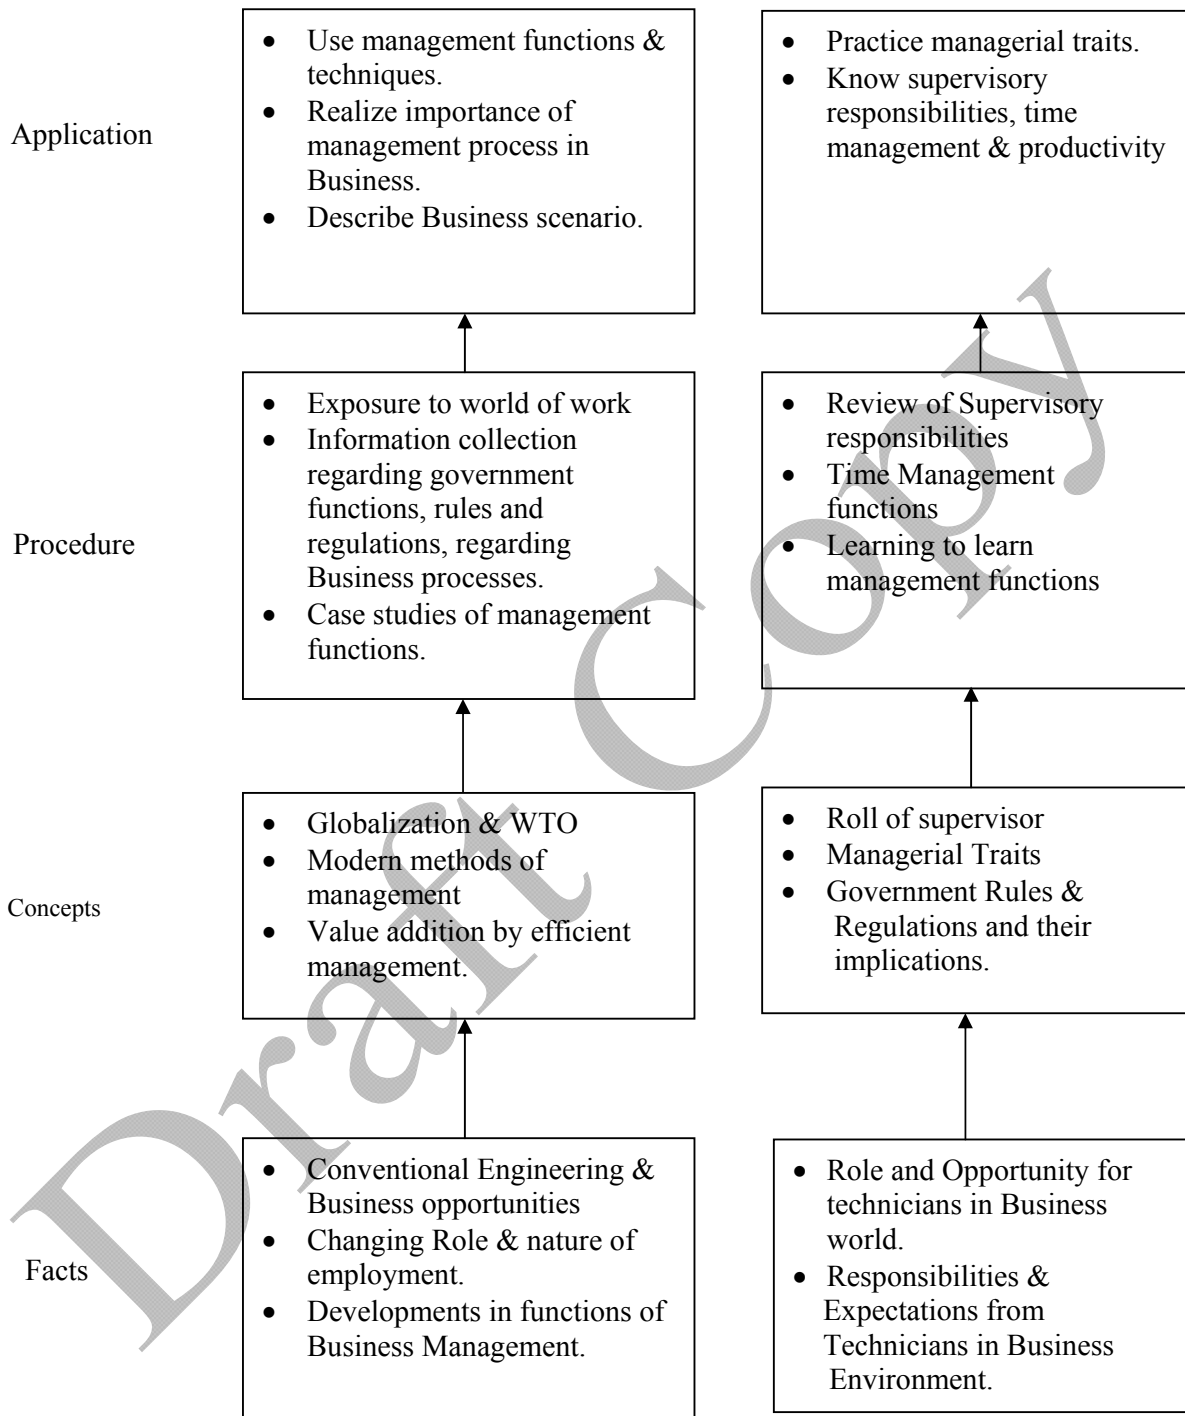 Application
• Use management functions &
techniques.
• Realize importance of
management process in
Business.
• Describe Business scenario.
• Practice managerial traits.
• Know supervisory
responsibilities, time
management & productivity
Procedure
• Exposure to world of work
• Information collection
regarding government
functions, rules and
regulations, regarding
Business processes.
• Case studies of management
functions.
• Review of Supervisory
responsibilities
• Time Management
functions
• Learning to learn
management functions
Concepts
• Globalization & WTO
• Modern methods of
management
• Value addition by efficient
management.
• Roll of supervisor
• Managerial Traits
• Government Rules &
Regulations and their
implications.
Facts
• Conventional Engineering &
Business opportunities
• Changing Role & nature of
employment.
• Developments in functions of
Business Management.
• Role and Opportunity for
technicians in Business
world.
• Responsibilities &
Expectations from
Technicians in Business
Environment.
Draft Copy